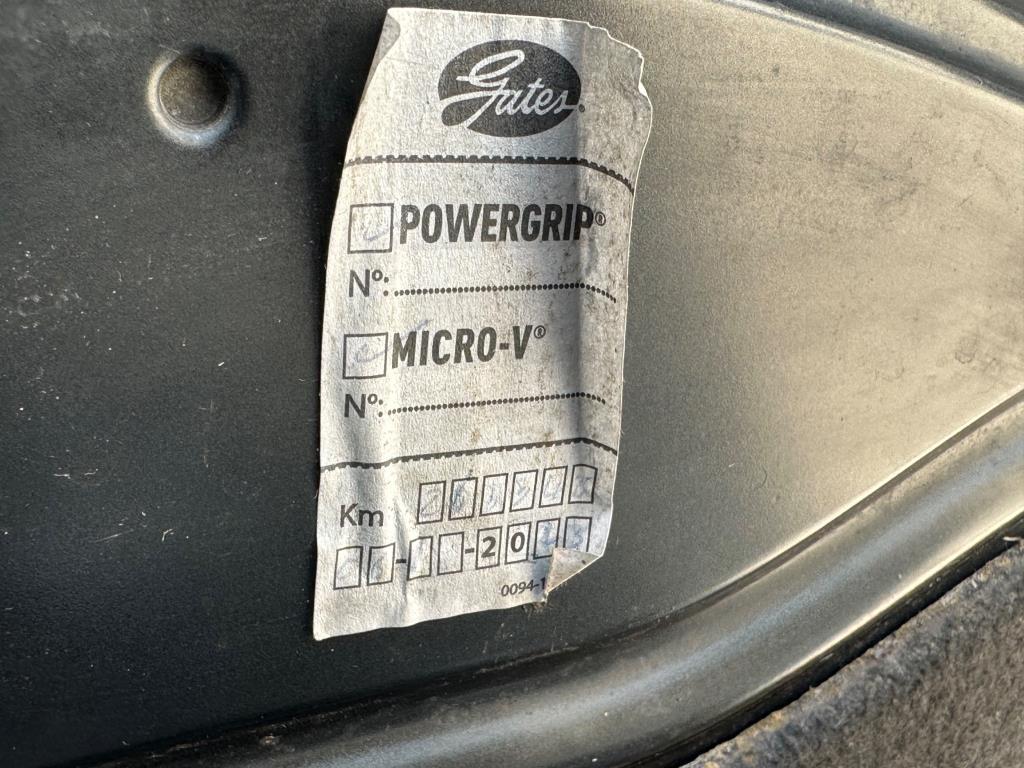 Gates®
POWERGRIP®
Nº:
MICRO-V®
Nº:
Km
-20
0094-1